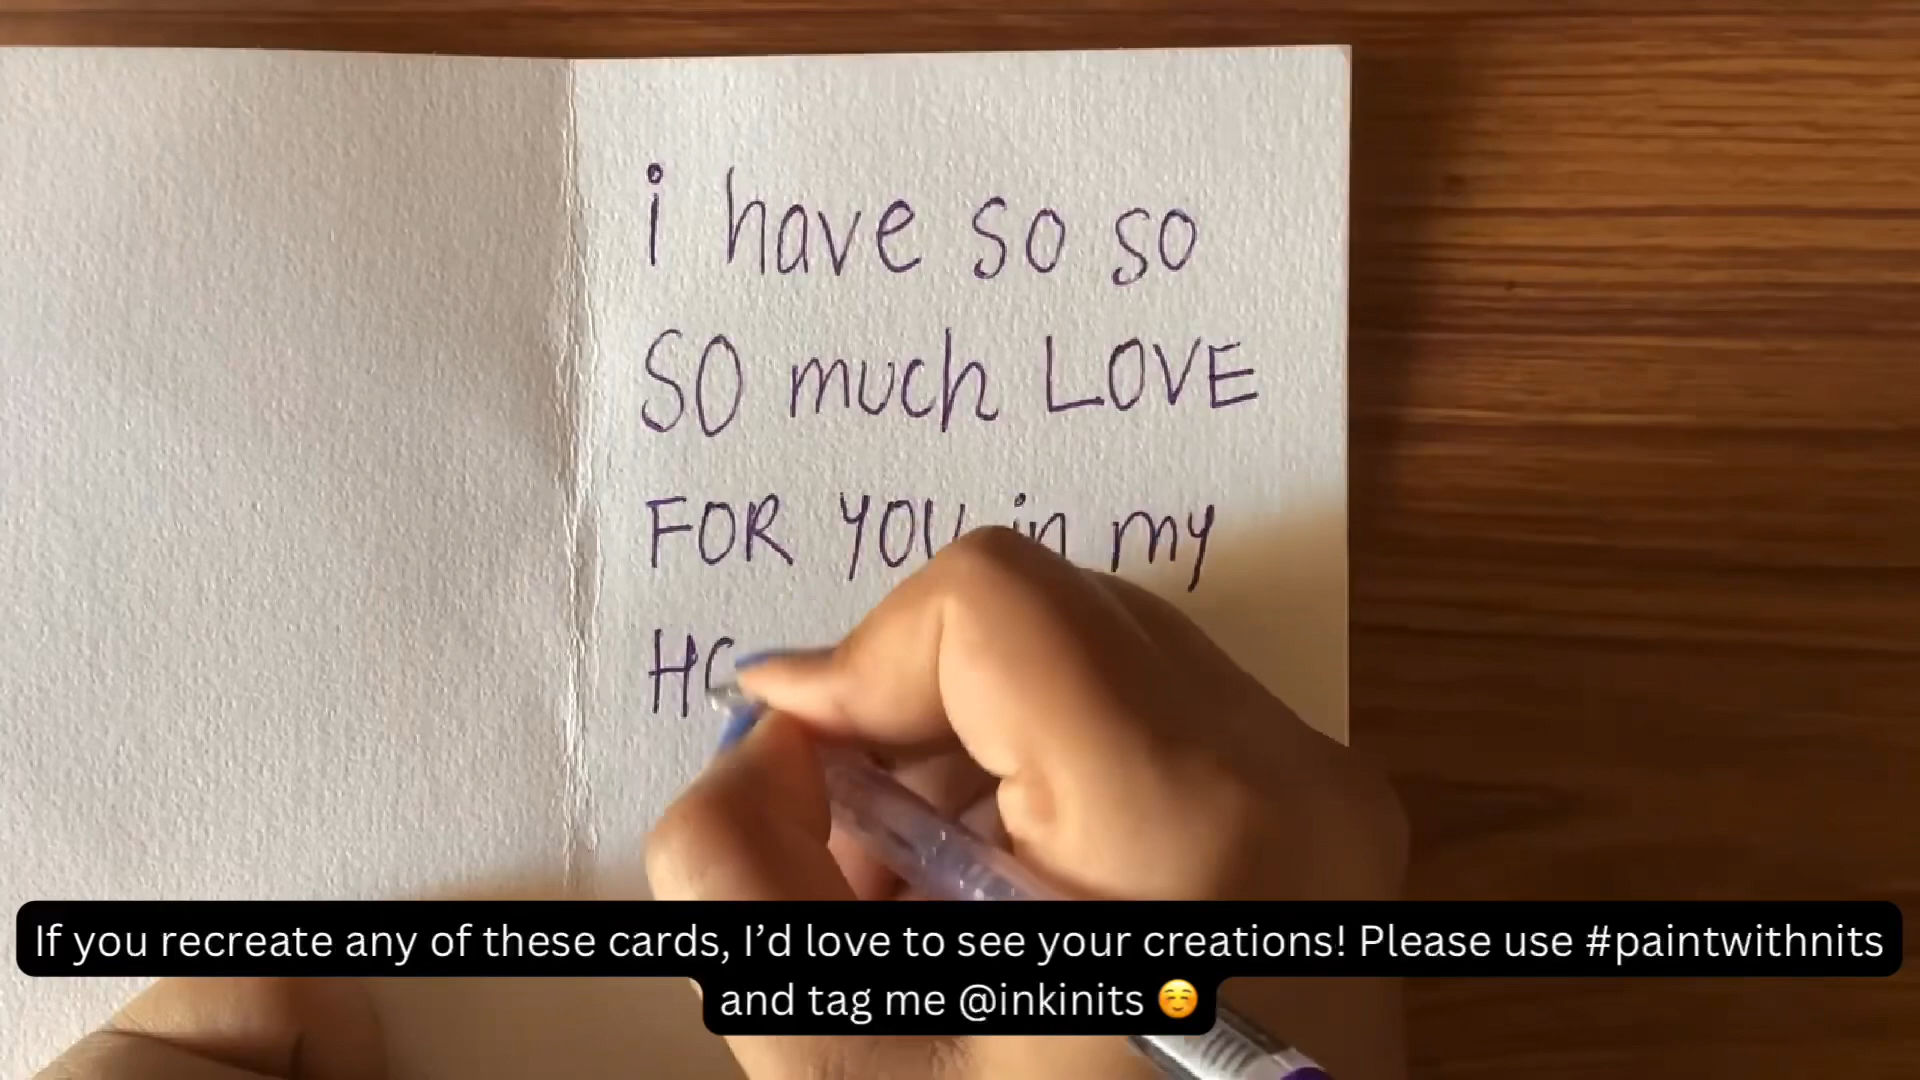 i have so so
SO much LOVE
FOR YOU in my
If you recreate any of these cards, I’d love to see your creations! Please use #paintwithnits
and tag me @inkinits ☺️